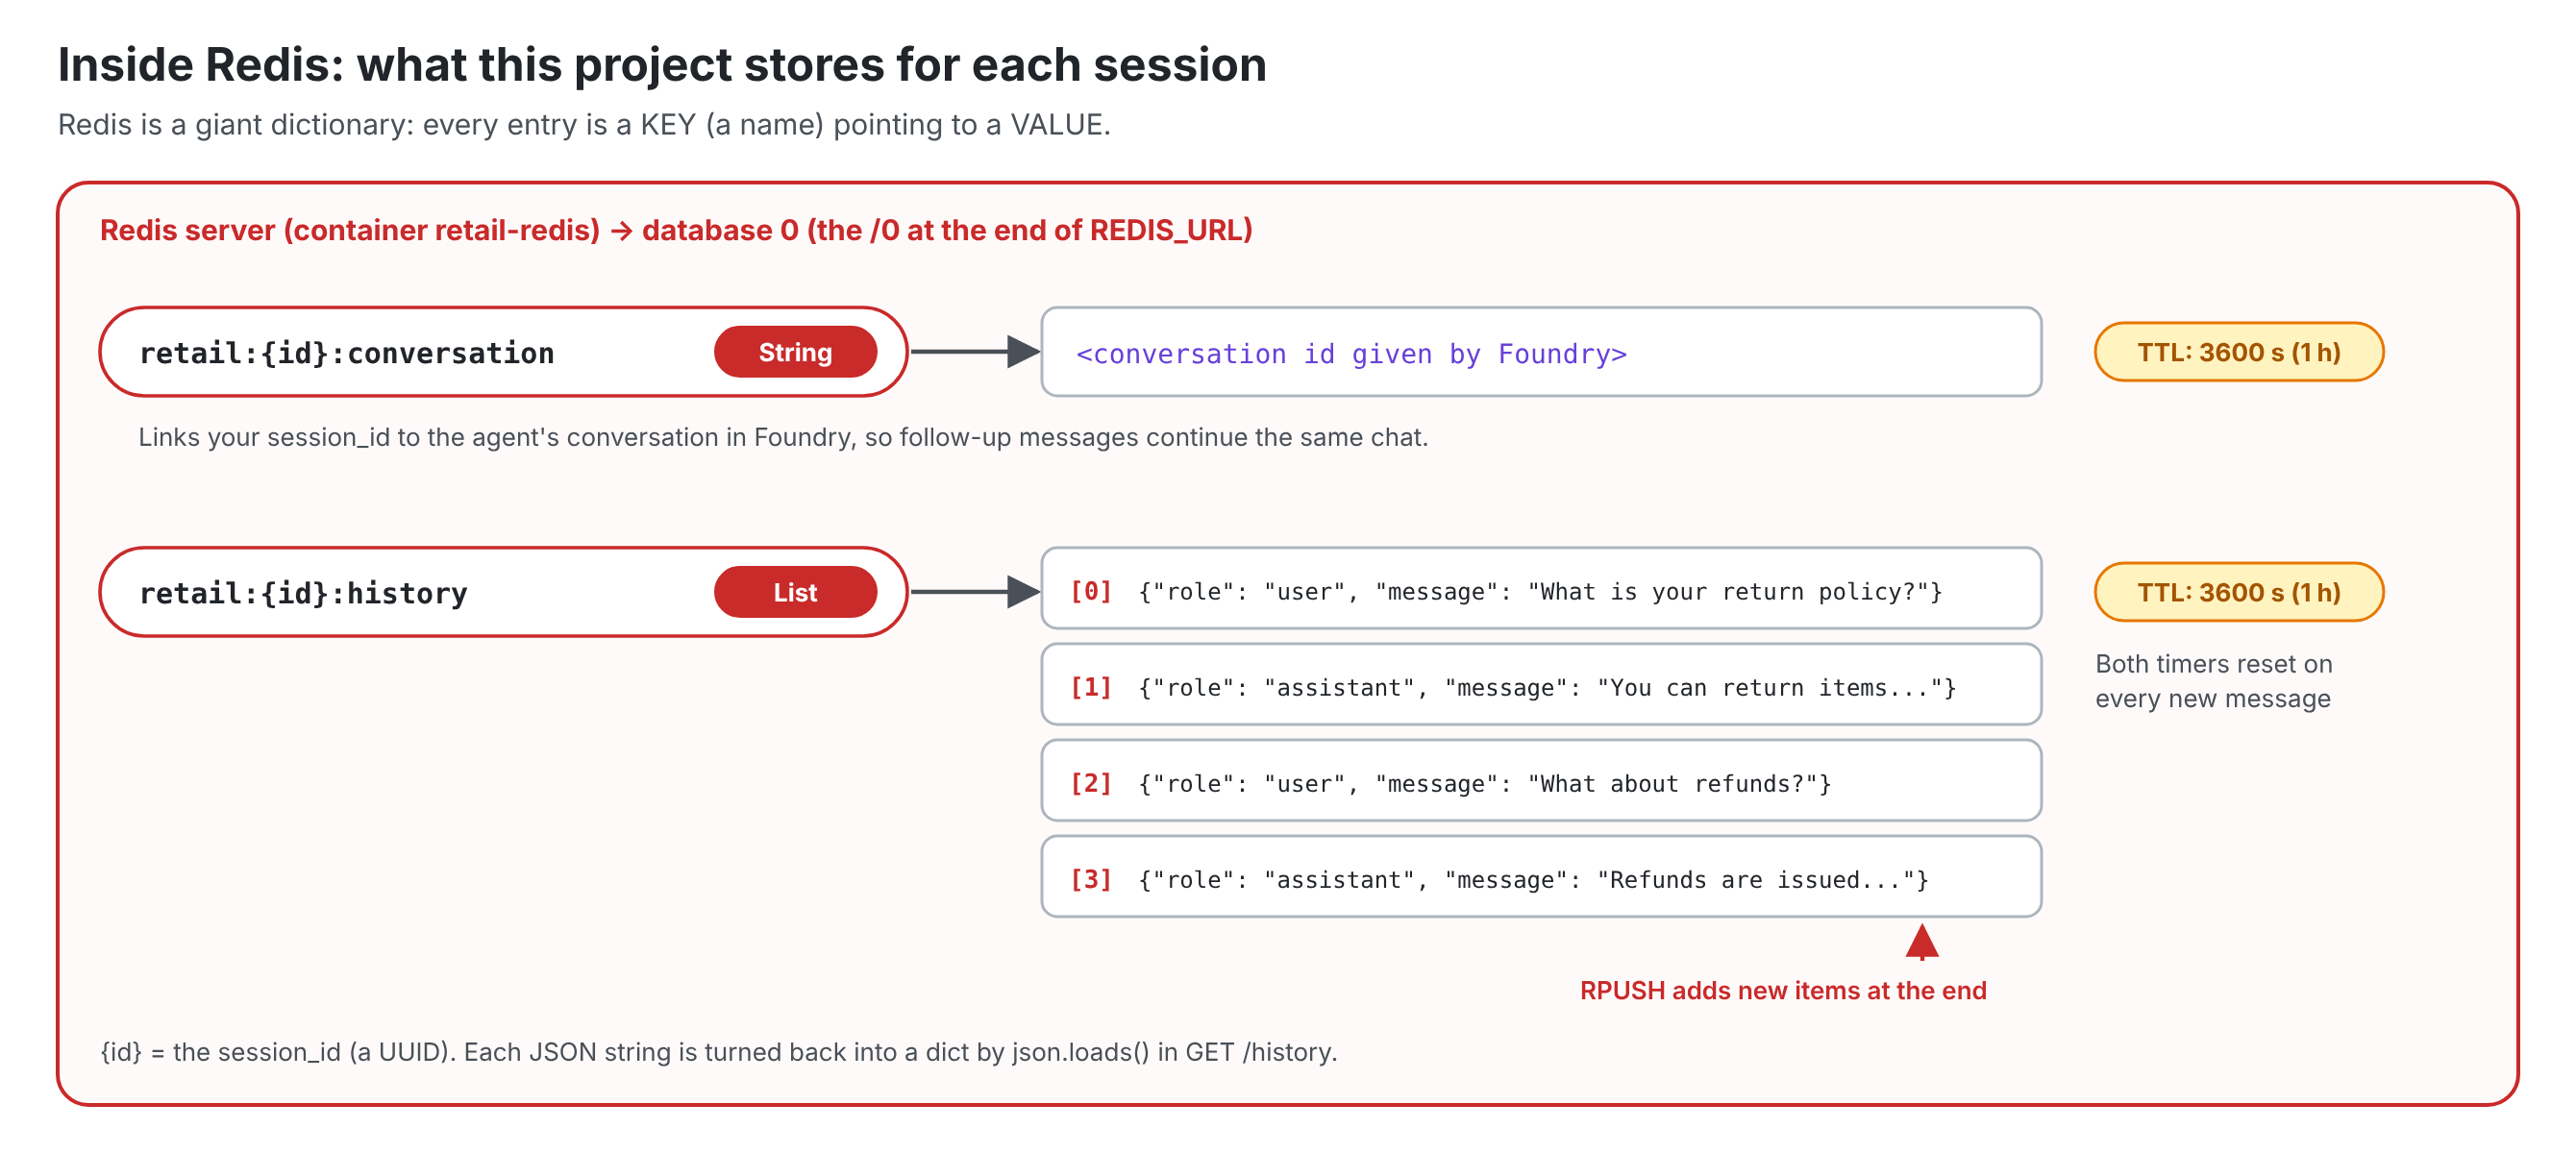 Inside Redis: what this project stores for each session
Redis is a giant dictionary: every entry is a KEY (a name) pointing to a VALUE.
Redis server (container retail-redis) → database 0 (the /0 at the end of REDIS_URL)
retail:{id}:conversation String <conversation id given by Foundry> TTL: 3600 s (1 h)
Links your session_id to the agent's conversation in Foundry, so follow-up messages continue the same chat.
retail:{id}:history List [0] {"role": "user", "message": "What is your return policy?"} TTL: 3600 s (1 h)
Both timers reset on
every new message
[1] {"role": "assistant", "message": "You can return items..."}
[2] {"role": "user", "message": "What about refunds?"}
[3] {"role": "assistant", "message": "Refunds are issued..."}
RPUSH adds new items at the end
{id} = the session_id (a UUID). Each JSON string is turned back into a dict by json.loads() in GET /history.